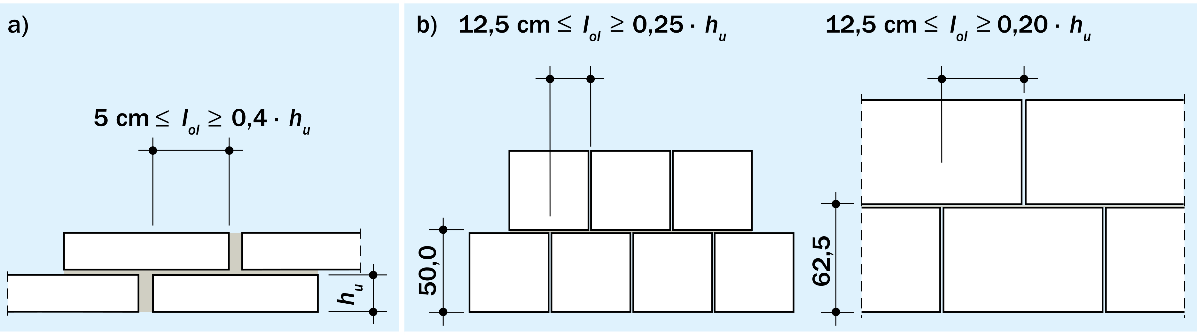 a)
5 cm ≤ l_ol ≥ 0,4 · h_u
h_u
b) 12,5 cm ≤ l_ol ≥ 0,25 · h_u
50,0
12,5 cm ≤ l_ol ≥ 0,20 · h_u
62,5